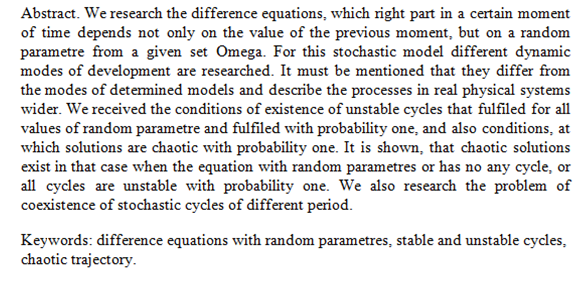 Abstract. We research the difference equations, which right part in a certain moment
of time depends not only on the value of the previous moment, but on a random
parametre from a given set Omega. For this stochastic model different dynamic
modes of development are researched. It must be mentioned that they differ from
the modes of determined models and describe the processes in real physical systems
wider. We received the conditions of existence of unstable cycles that fulfiled for all
values of random parametre and fulfiled with probability one, and also conditions, at
which solutions are chaotic with probability one. It is shown, that chaotic solutions
exist in that case when the equation with random parametres or has no any cycle, or
all cycles are unstable with probability one. We also research the problem of
coexistence of stochastic cycles of different period.
Keywords: difference equations with random parametres, stable and unstable cycles,
chaotic trajectory.